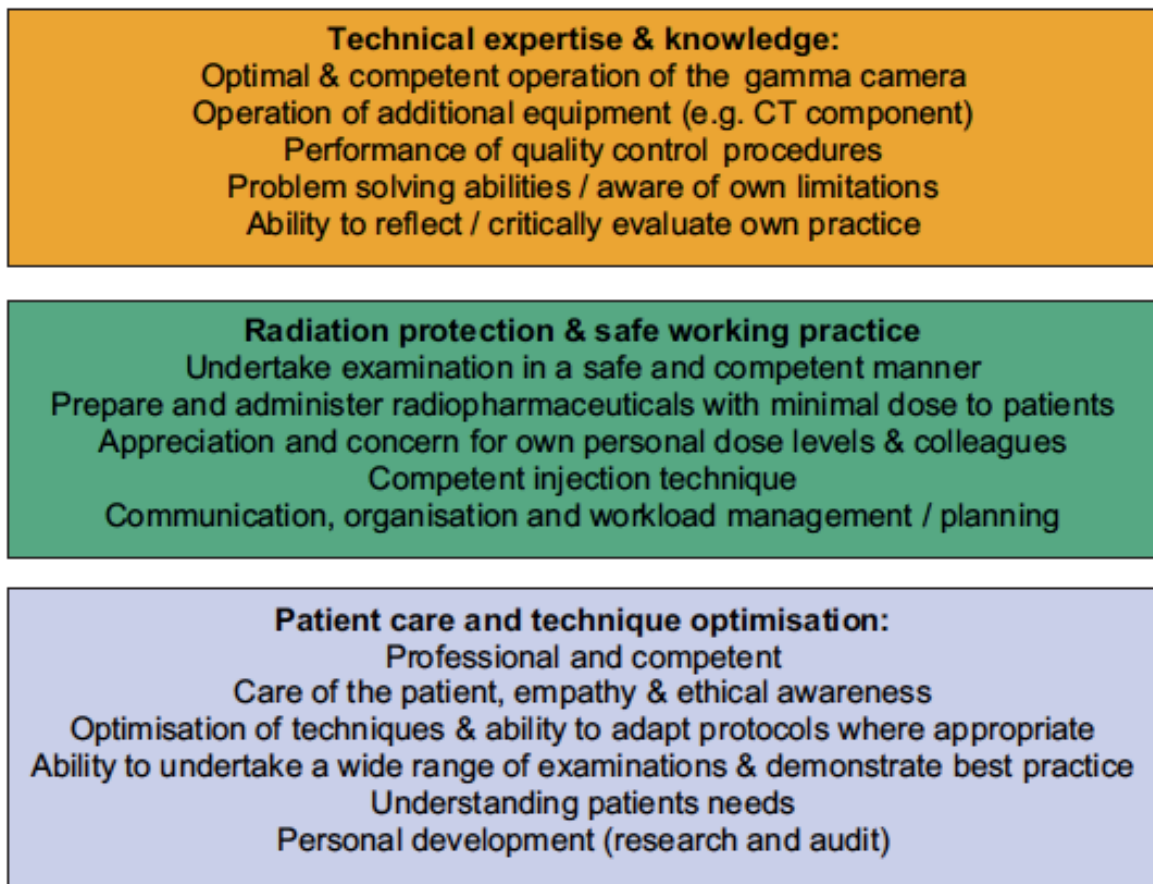 Technical expertise & knowledge:
Optimal & competent operation of the gamma camera
Operation of additional equipment (e.g. CT component)
Performance of quality control procedures
Problem solving abilities / aware of own limitations
Ability to reflect / critically evaluate own practice
Radiation protection & safe working practice
Undertake examination in a safe and competent manner
Prepare and administer radiopharmaceuticals with minimal dose to patients
Appreciation and concern for own personal dose levels & colleagues
Competent injection technique
Communication, organisation and workload management / planning
Patient care and technique optimisation:
Professional and competent
Care of the patient, empathy & ethical awareness
Optimisation of techniques & ability to adapt protocols where appropriate
Ability to undertake a wide range of examinations & demonstrate best practice
Understanding patients needs
Personal development (research and audit)